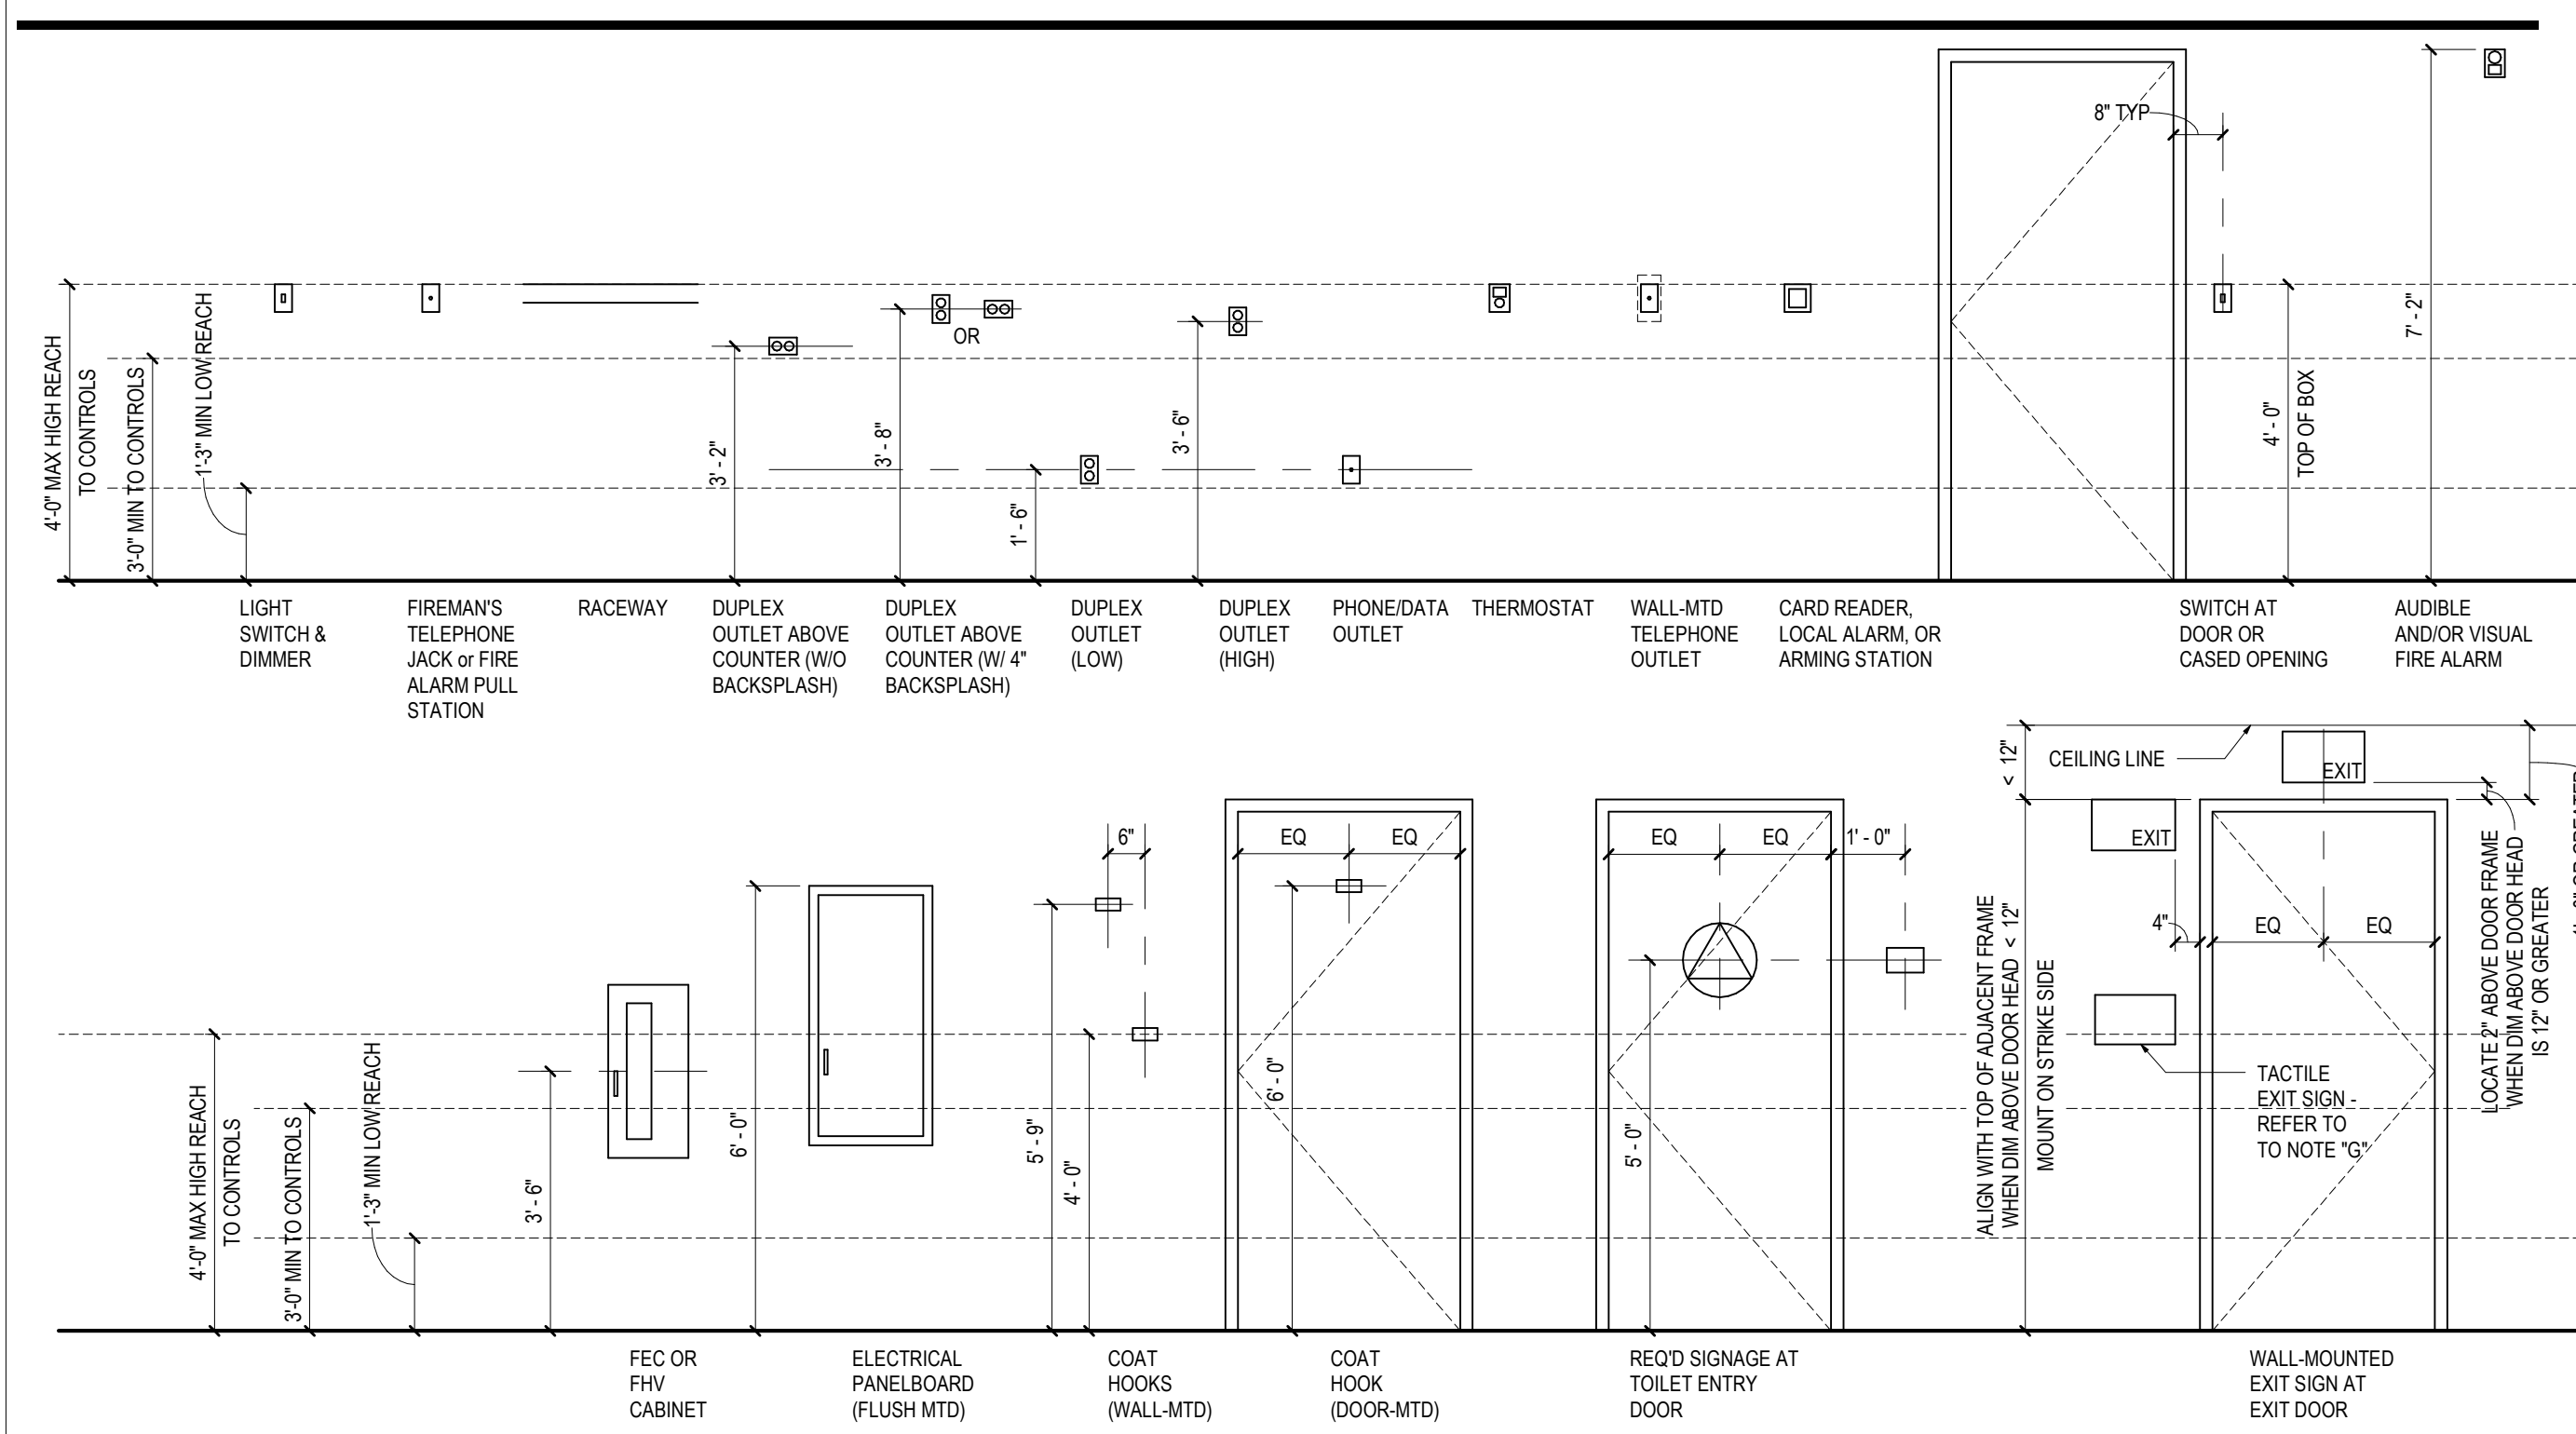 8" TYP
4'-0" MAX HIGH REACH
TO CONTROLS
3'-0" MIN TO CONTROLS
1'-3" MIN LOW REACH
3' - 2"
3' - 8"
OR
1' - 6"
3' - 6"
4' - 0"
TOP OF BOX
7' - 2"
LIGHT
SWITCH &
DIMMER
FIREMAN'S
TELEPHONE
JACK or FIRE
ALARM PULL
STATION
RACEWAY
DUPLEX
OUTLET ABOVE
COUNTER (W/O
BACKSPLASH)
DUPLEX
OUTLET ABOVE
COUNTER (W/ 4"
BACKSPLASH)
DUPLEX
OUTLET
(LOW)
DUPLEX
OUTLET
(HIGH)
PHONE/DATA
OUTLET
THERMOSTAT
WALL-MTD
TELEPHONE
OUTLET
CARD READER,
LOCAL ALARM, OR
ARMING STATION
SWITCH AT
DOOR OR
CASED OPENING
AUDIBLE
AND/OR VISUAL
FIRE ALARM
4'-0" MAX HIGH REACH
TO CONTROLS
3'-0" MIN TO CONTROLS
1'-3" MIN LOW REACH
3' - 6"
6' - 0"
5' - 9"
4' - 0"
6"
EQ
EQ
6' - 0"
EQ
EQ
1' - 0"
5' - 0"
< 12"
CEILING LINE
EXIT
EXIT
ALIGN WITH TOP OF ADJACENT FRAME
WHEN DIM ABOVE DOOR HEAD < 12"
MOUNT ON STRIKE SIDE
4"
EQ
EQ
TACTILE
EXIT SIGN -
REFER TO
TO NOTE "G"
LOCATE 2" ABOVE DOOR FRAME
WHEN DIM ABOVE DOOR HEAD
IS 12" OR GREATER
FEC OR
FHV
CABINET
ELECTRICAL
PANELBOARD
(FLUSH MTD)
COAT
HOOKS
(WALL-MTD)
COAT
HOOK
(DOOR-MTD)
REQ'D SIGNAGE AT
TOILET ENTRY
DOOR
WALL-MOUNTED
EXIT SIGN AT
EXIT DOOR